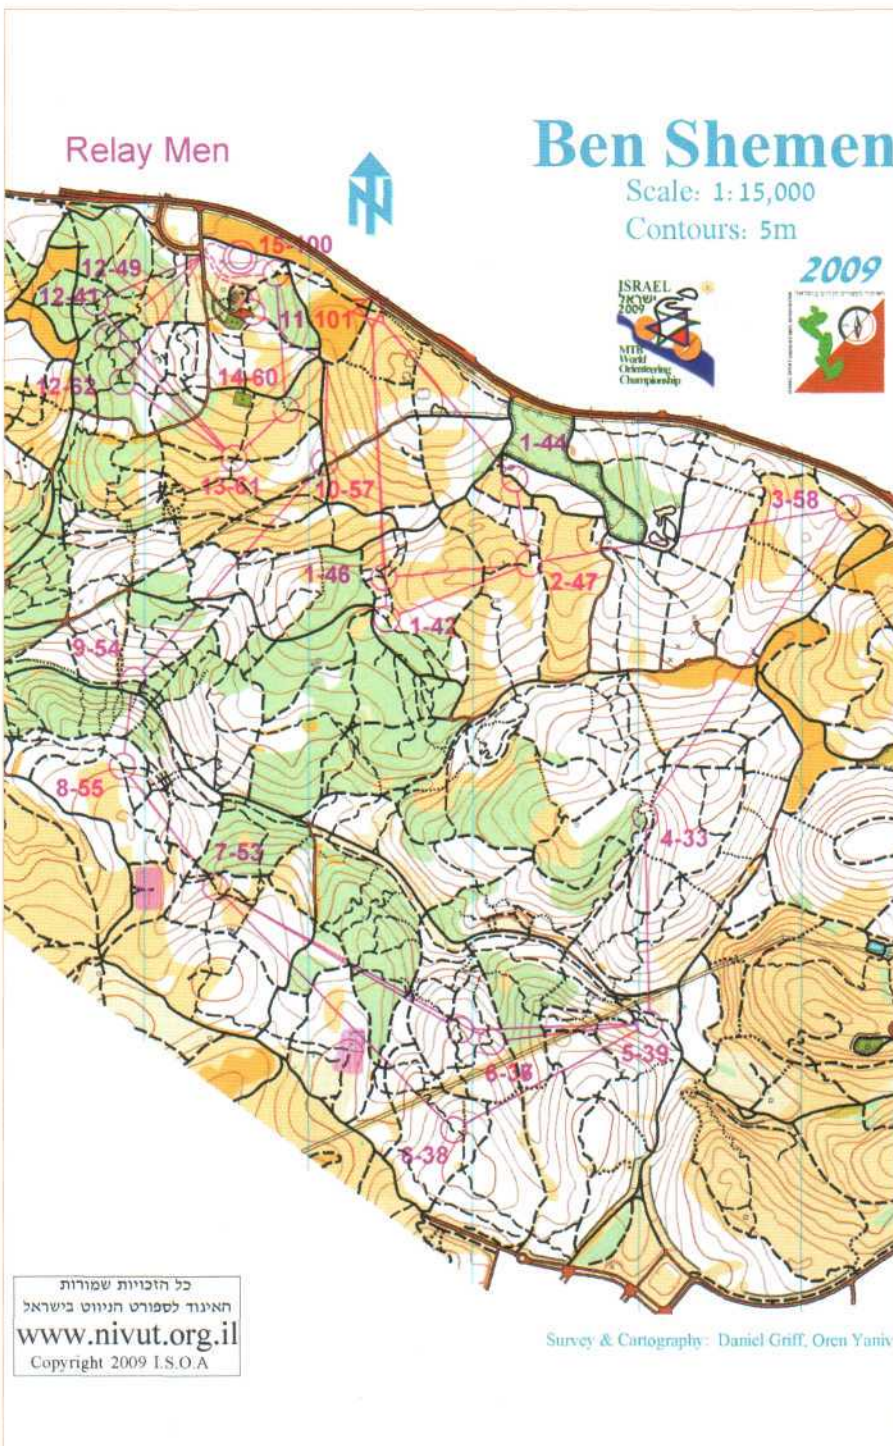 Relay Men
Ben Shemen
Scale: 1:15,000
Contours: 5m
2009
ISRAEL
ישראל
2009
MTB
World
Orienteering
Championship
15-100
12-49
12-41
11-101
12-62
14-60
1-44
13-61
10-57
3-58
1-46
2-47
1-42
9-54
8-55
4-33
7-53
5-39
6-38
כל הזכויות שמורות
האיגוד לספורט הניווט בישראל
www.nivut.org.il
Copyright 2009 I.S.O.A
Survey & Cartography: Daniel Griff, Oren Yaniv